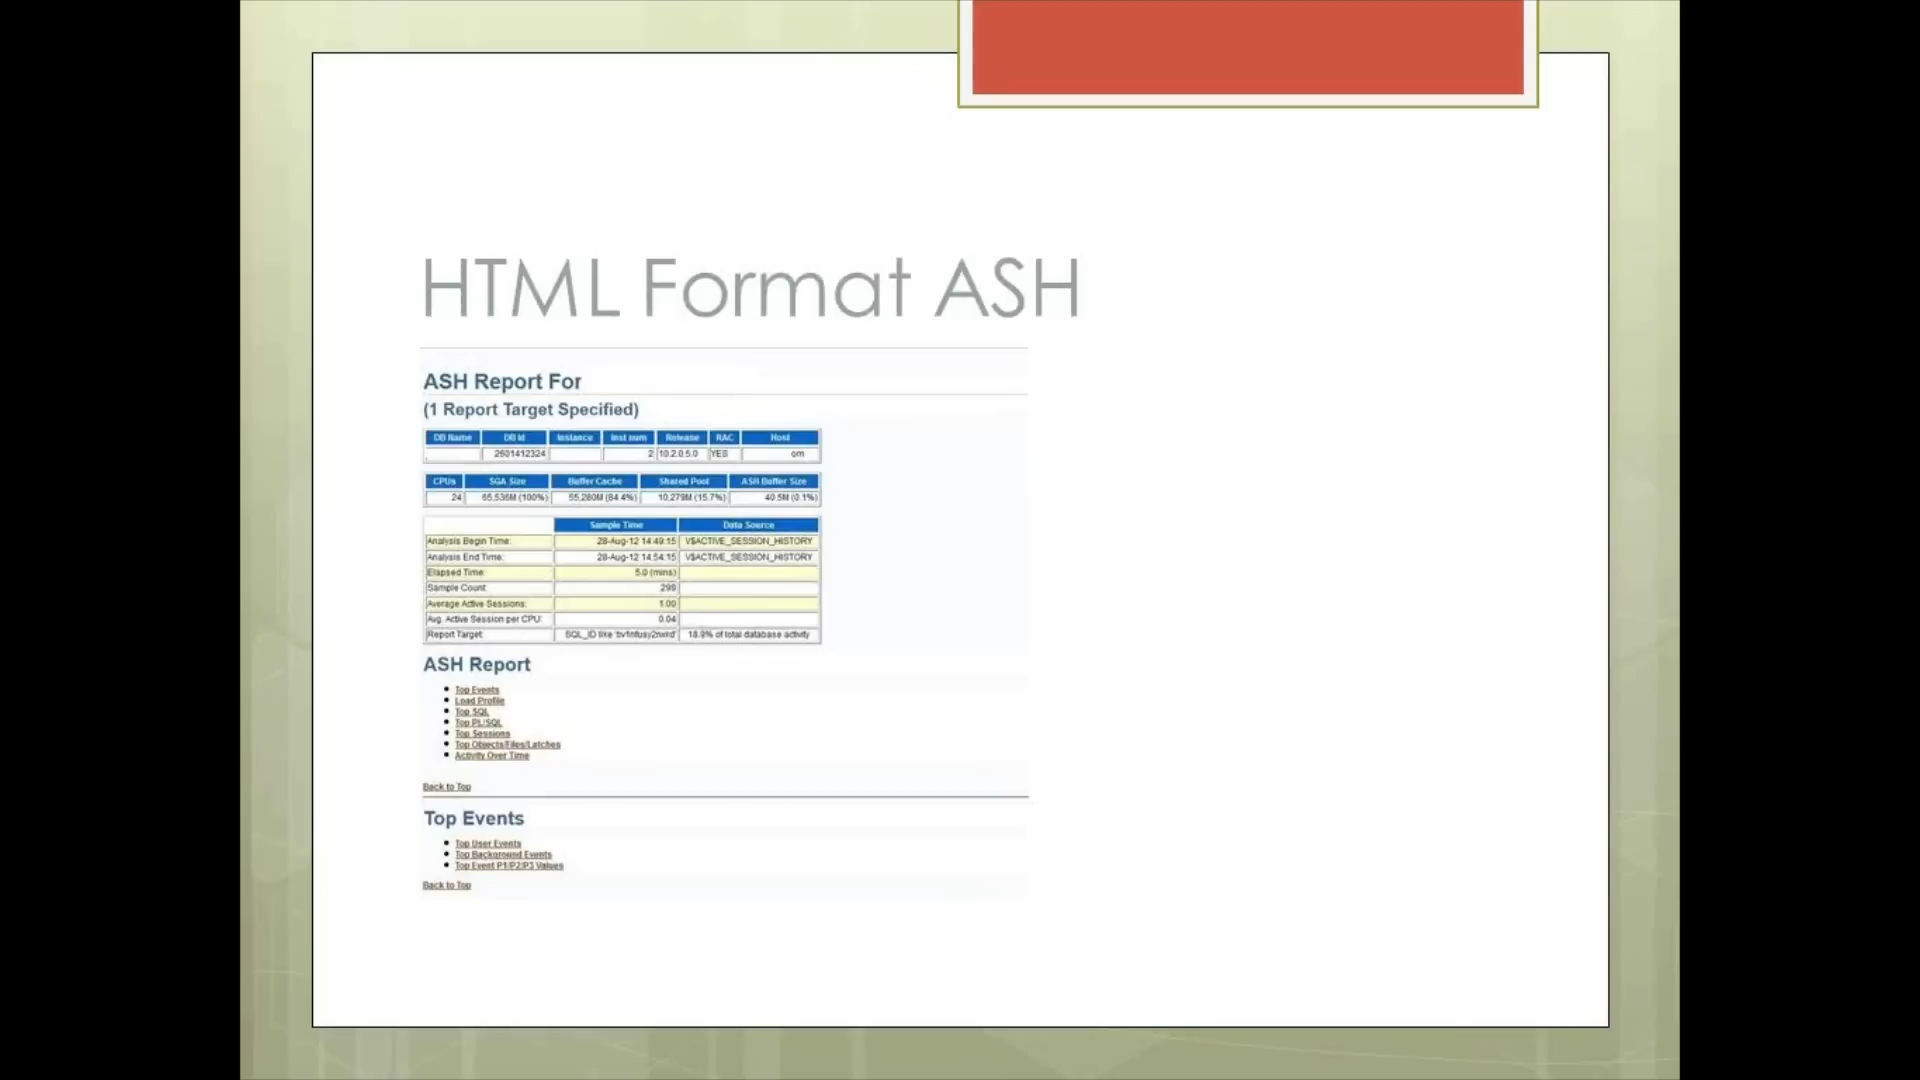 HTML Format ASH
ASH Report For
(1 Report Target Specified)
DB Name DB Id Instance Inst num Release RAC Host
2601412324 2 10.2.0.5.0 YES om
CPUs SGA Size Buffer Cache Shared Pool ASH Buffer Size
24 65,536M (100%) 55,280M (84.4%) 10,279M (15.7%) 40.5M (0.1%)
Sample Time Data Source
Analysis Begin Time: 28-Aug-12 14:49:15 V$ACTIVE_SESSION_HISTORY
Analysis End Time: 28-Aug-12 14:54:15 V$ACTIVE_SESSION_HISTORY
Elapsed Time: 5.0 (mins)
Sample Count: 299
Average Active Sessions: 1.00
Avg. Active Session per CPU: 0.04
Report Target: SQL_ID like 18.9% of total database activity
ASH Report
Top Events
Load Profile
Top SQL
Top PL/SQL
Top Sessions
Top Objects/Files/Latches
Activity Over Time
Back to Top
Top Events
Top User Events
Top Background Events
Top Event P1/P2/P3 Values
Back to Top